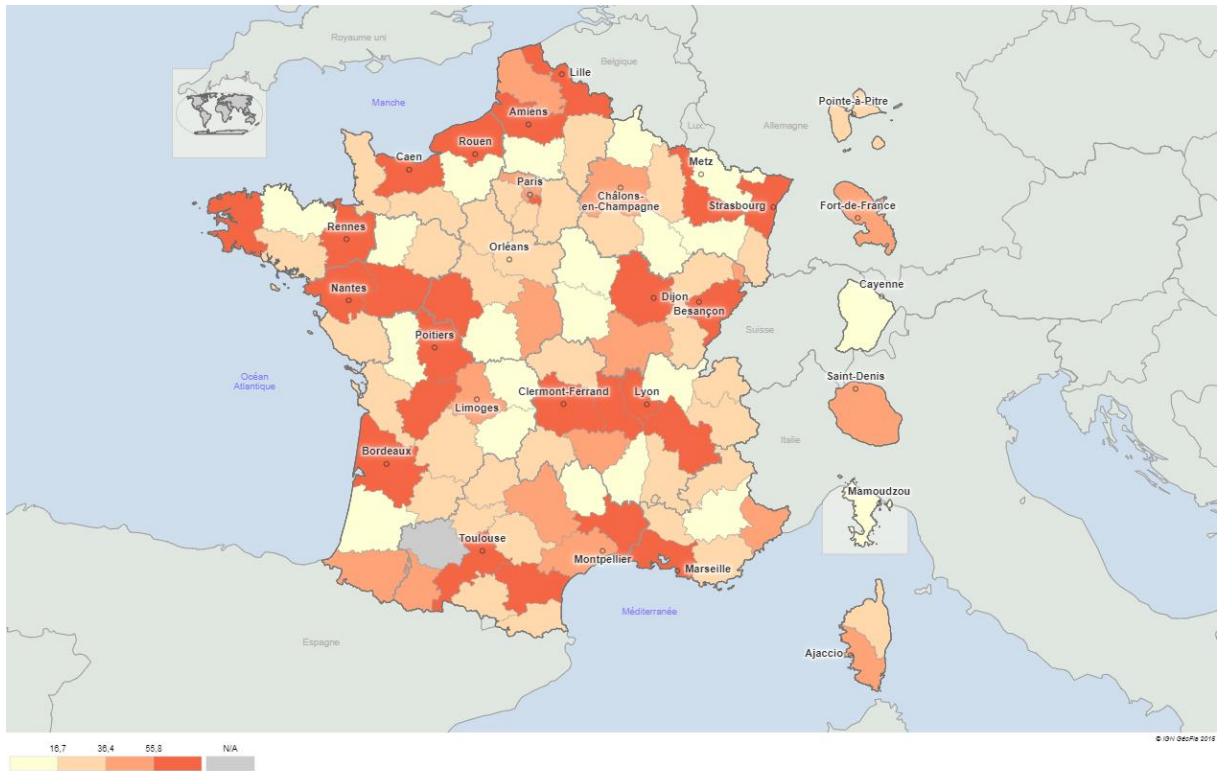 Royaume uni
Belgique
Lille
Pointe-à-Pitre
Manche
Amiens
Lux.
Allemagne
Rouen
Caen
Metz
Paris
Châlons-
en-Champagne
Strasbourg
Fort-de-France
Rennes
Orléans
Cayenne
Nantes
Dijon
Besançon
Suisse
Poitiers
Océan
Atlantique
Saint-Denis
Clermont-Ferrand
Lyon
Limoges
Italie
Bordeaux
Mamoudzou
Toulouse
Montpellier
Marseille
Méditerranée
Espagne
Ajaccio
© IGN GéoFla 2015
16,7 36,4 55,8 N/A